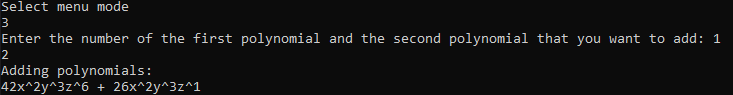 Select menu mode
3
Enter the number of the first polynomial and the second polynomial that you want to add: 1
2
Adding polynomials:
42x^2y^3z^6 + 26x^2y^3z^1